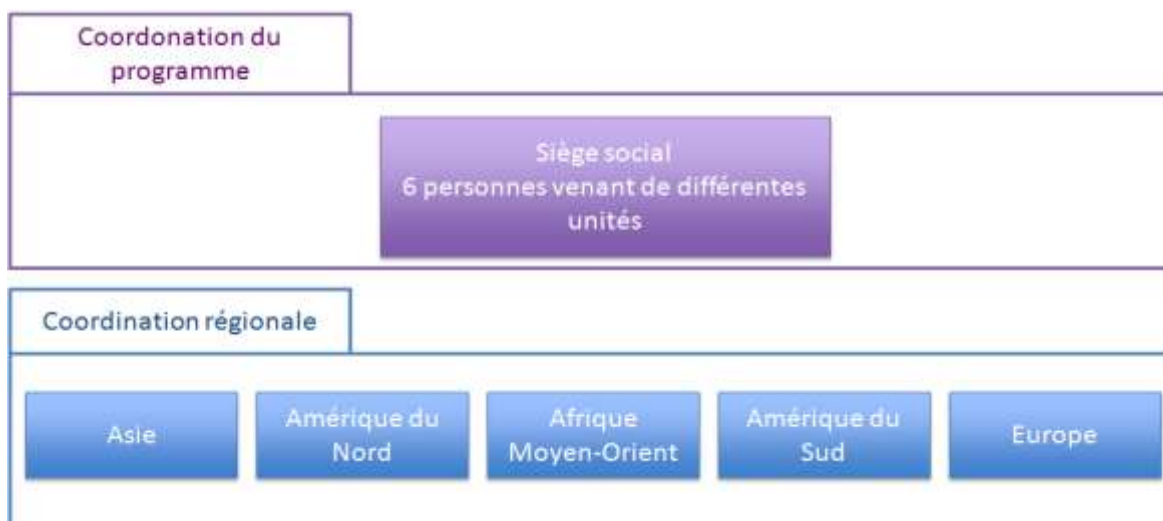 Coordonation du
programme
Siège social
6 personnes venant de différentes
unités
Coordination régionale
Asie
Amérique du
Nord
Afrique
Moyen-Orient
Amérique du
Sud
Europe